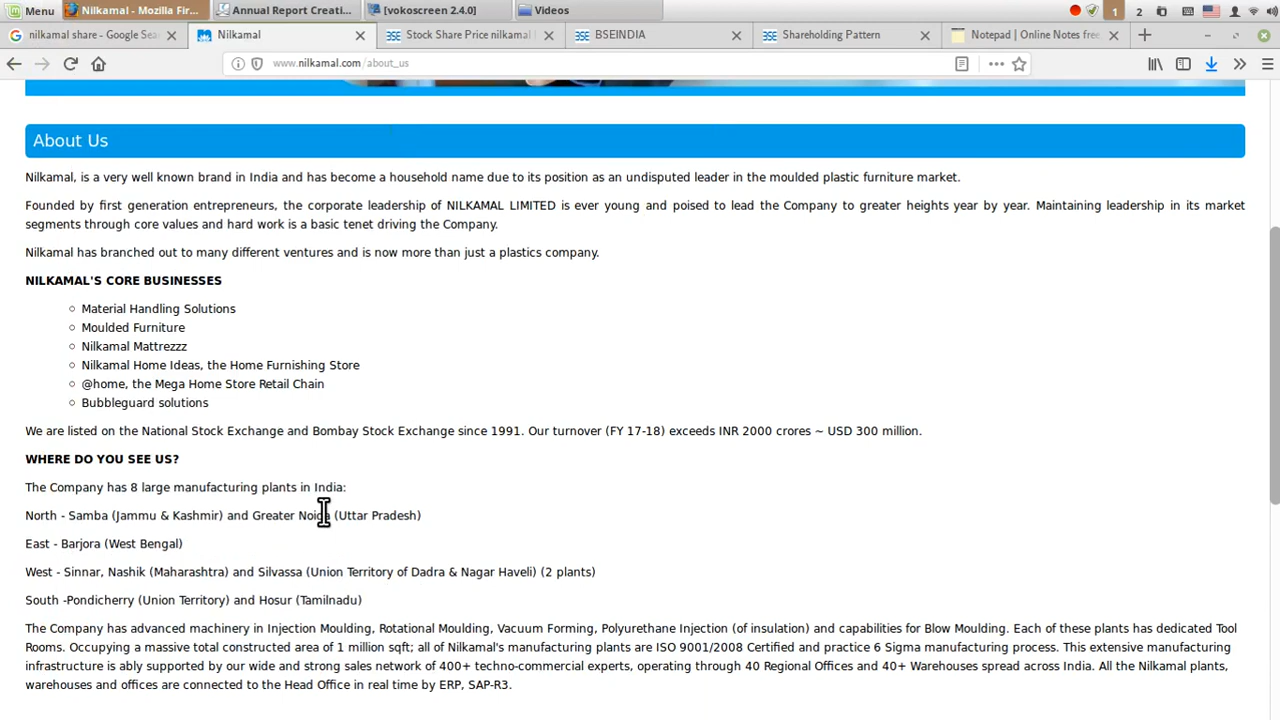 Menu
Nilkamal - Mozilla Fir...
Annual Report Creati...
[vokoscreen 2.4.0]
Videos
1
2
nilkamal share - Google Sea
Nilkamal
Stock Share Price nilkamal
BSEINDIA
Shareholding Pattern
Notepad | Online Notes free
www.nilkamal.com/about_us
About Us
Nilkamal, is a very well known brand in India and has become a household name due to its position as an undisputed leader in the moulded plastic furniture market.
Founded by first generation entrepreneurs, the corporate leadership of NILKAMAL LIMITED is ever young and poised to lead the Company to greater heights year by year. Maintaining leadership in its market
segments through core values and hard work is a basic tenet driving the Company.
Nilkamal has branched out to many different ventures and is now more than just a plastics company.
NILKAMAL'S CORE BUSINESSES
Material Handling Solutions
Moulded Furniture
Nilkamal Mattrezzz
Nilkamal Home Ideas, the Home Furnishing Store
@home, the Mega Home Store Retail Chain
Bubbleguard solutions
We are listed on the National Stock Exchange and Bombay Stock Exchange since 1991. Our turnover (FY 17-18) exceeds INR 2000 crores ~ USD 300 million.
WHERE DO YOU SEE US?
The Company has 8 large manufacturing plants in India:
North - Samba (Jammu & Kashmir) and Greater Noida (Uttar Pradesh)
East - Barjora (West Bengal)
West - Sinnar, Nashik (Maharashtra) and Silvassa (Union Territory of Dadra & Nagar Haveli) (2 plants)
South -Pondicherry (Union Territory) and Hosur (Tamilnadu)
The Company has advanced machinery in Injection Moulding, Rotational Moulding, Vacuum Forming, Polyurethane Injection (of insulation) and capabilities for Blow Moulding. Each of these plants has dedicated Tool
Rooms. Occupying a massive total constructed area of 1 million sqft; all of Nilkamal's manufacturing plants are ISO 9001/2008 Certified and practice 6 Sigma manufacturing process. This extensive manufacturing
infrastructure is ably supported by our wide and strong sales network of 400+ techno-commercial experts, operating through 40 Regional Offices and 40+ Warehouses spread across India. All the Nilkamal plants,
warehouses and offices are connected to the Head Office in real time by ERP, SAP-R3.